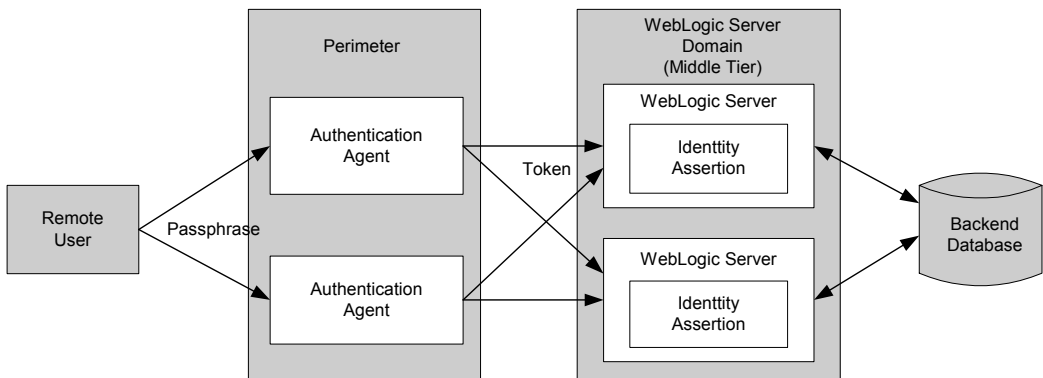 Perimeter
WebLogic Server
Domain
(Middle Tier)
WebLogic Server
Authentication
Agent
Identtity
Assertion
Token
Remote
User
Passphrase
Backend
Database
WebLogic Server
Authentication
Agent
Identtity
Assertion